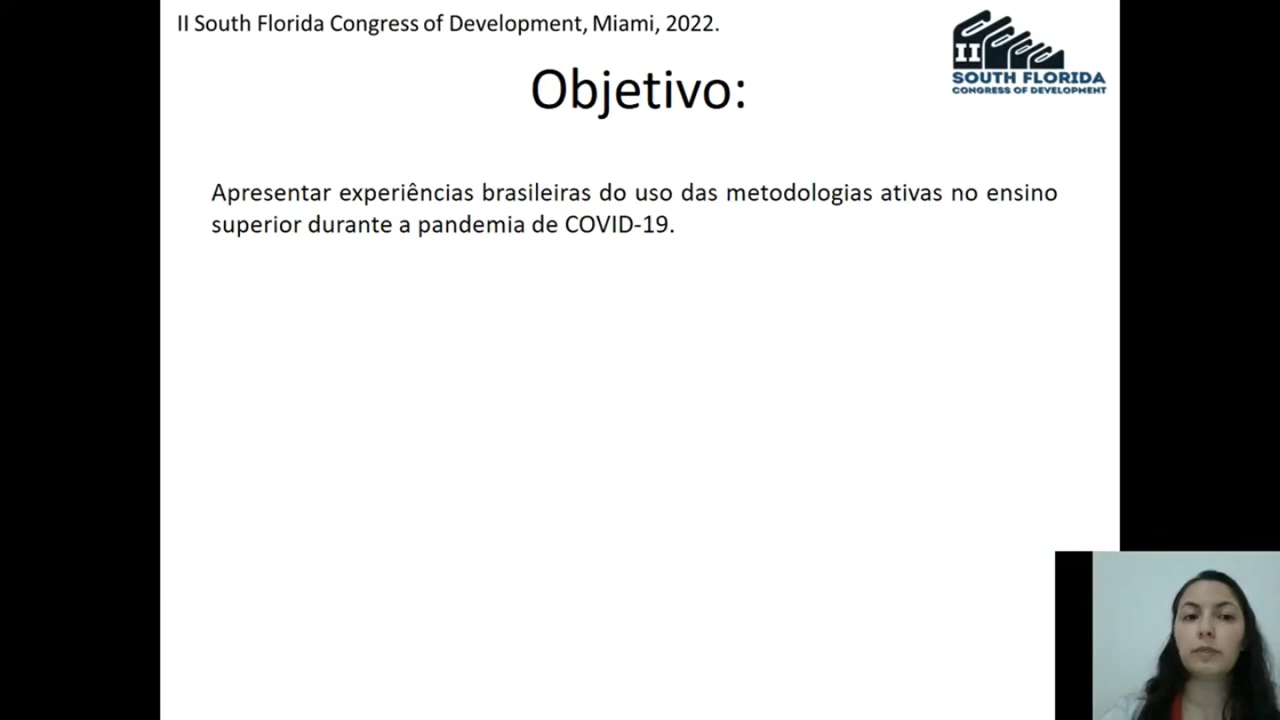 II South Florida Congress of Development, Miami, 2022.
II
SOUTH FLORIDA
CONGRESS OF DEVELOPMENT
Objetivo:
Apresentar experiências brasileiras do uso das metodologias ativas no ensino
superior durante a pandemia de COVID-19.